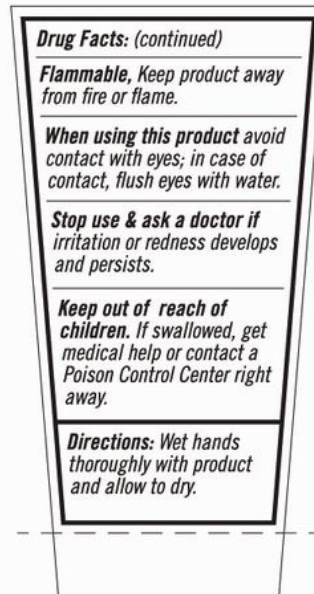 Drug Facts: (continued)
Flammable, Keep product away
from fire or flame.
When using this product avoid
contact with eyes; in case of
contact, flush eyes with water.
Stop use & ask a doctor if
irritation or redness develops
and persists.
Keep out of reach of
children. If swallowed, get
medical help or contact a
Poison Control Center right
away.
Directions: Wet hands
thoroughly with product
and allow to dry.